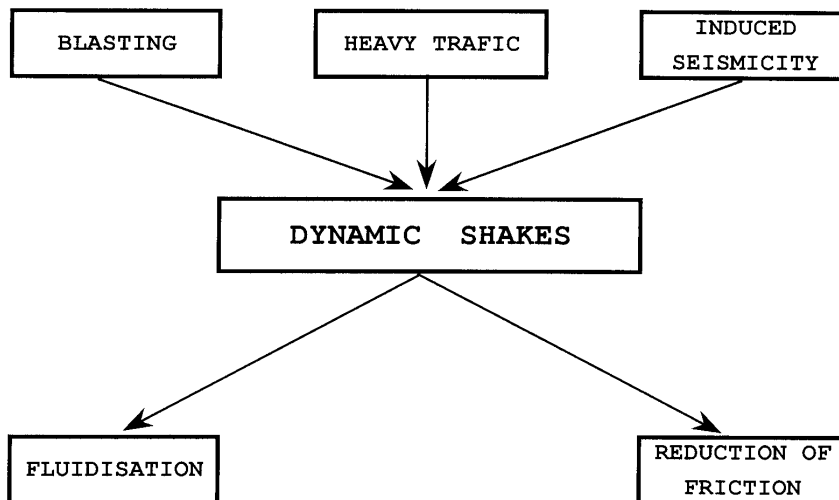 BLASTING
HEAVY TRAFIC
INDUCED
SEISMICITY
DYNAMIC SHAKES
FLUIDISATION
REDUCTION OF
FRICTION